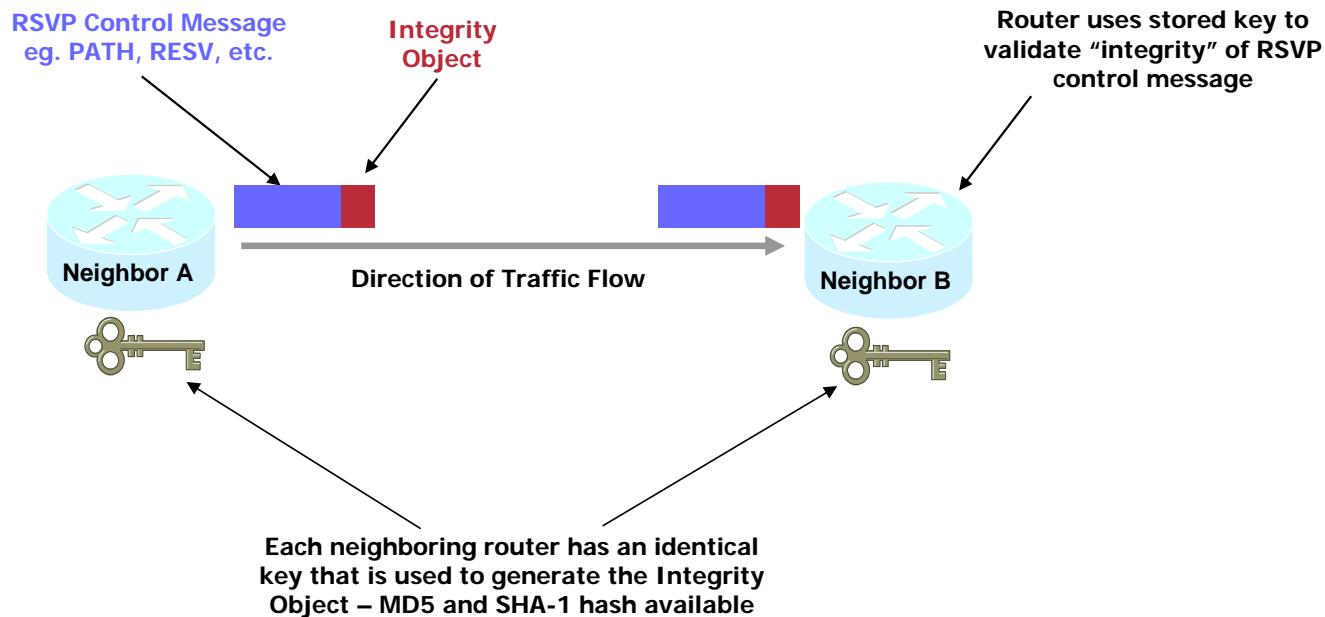 RSVP Control Message
eg. PATH, RESV, etc.
Integrity
Object
Router uses stored key to
validate “integrity” of RSVP
control message
Neighbor A
Direction of Traffic Flow
Neighbor B
Each neighboring router has an identical
key that is used to generate the Integrity
Object – MD5 and SHA-1 hash available